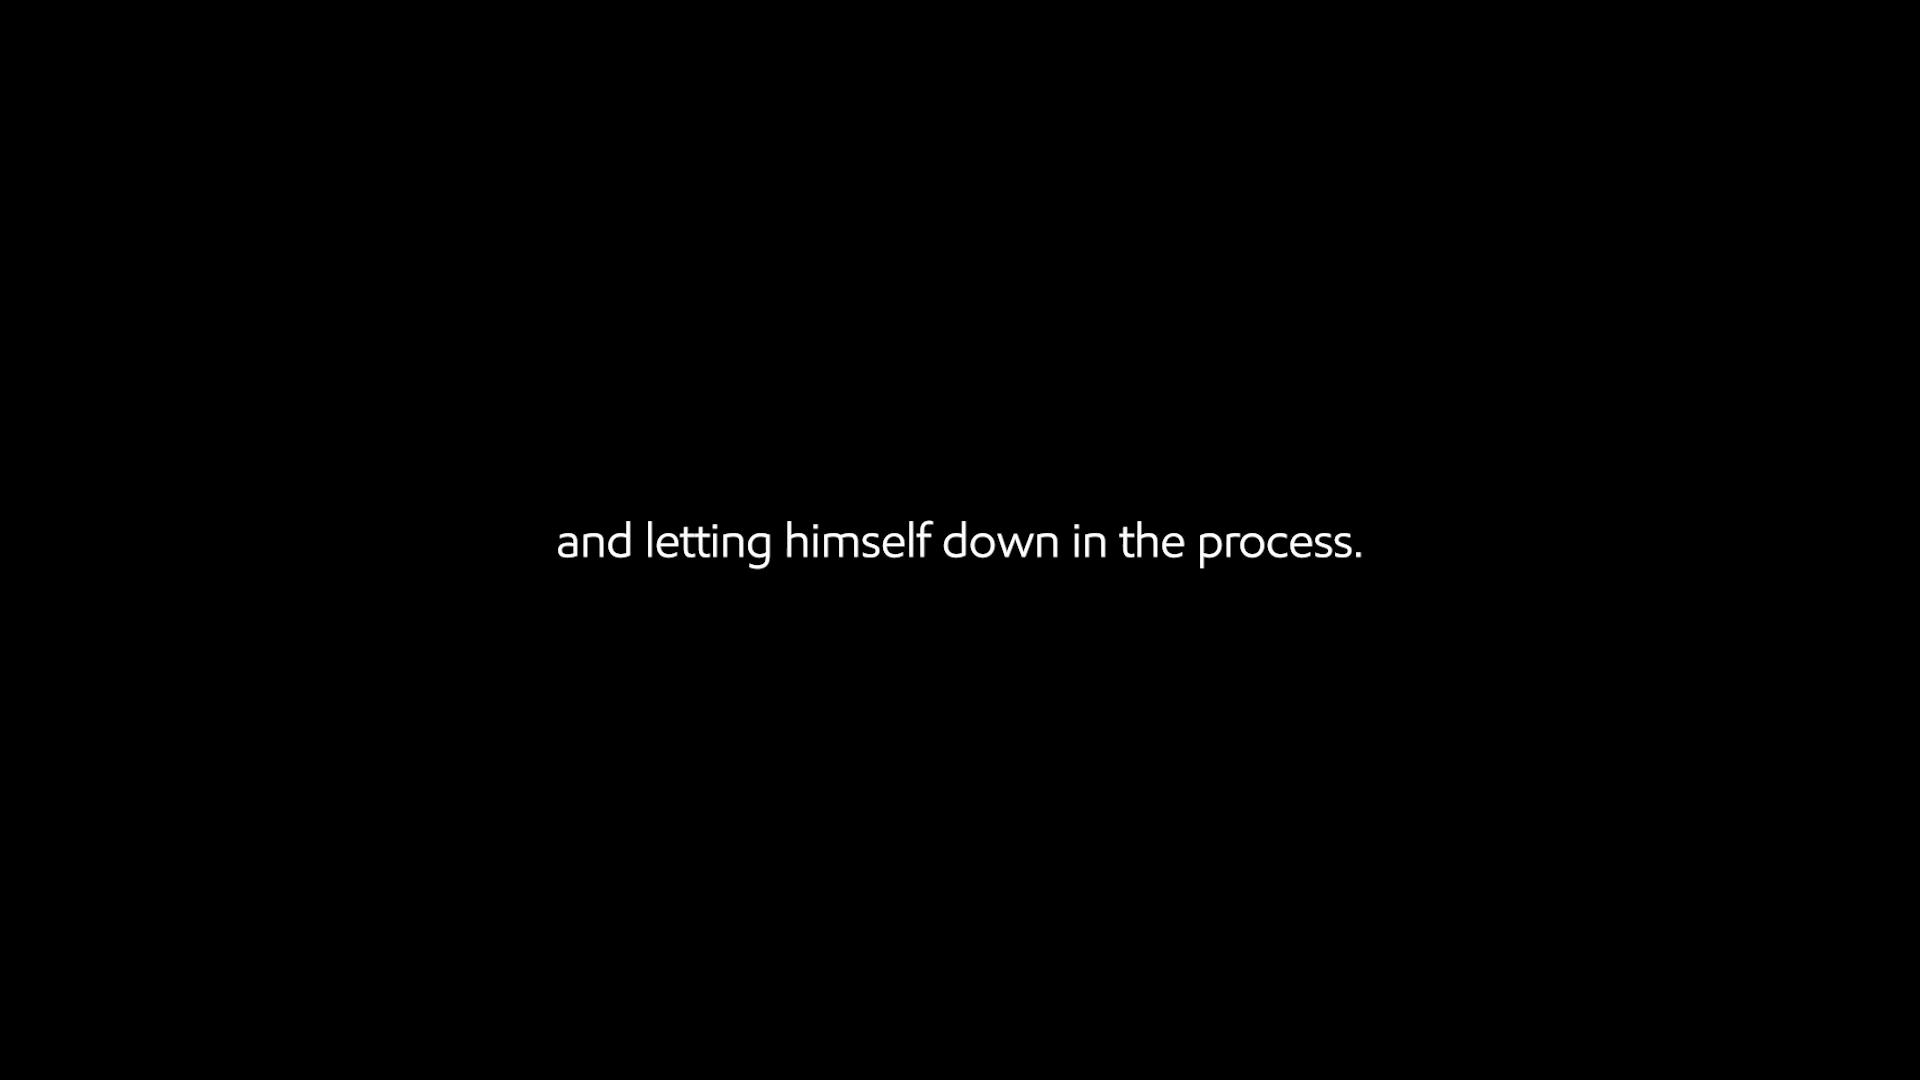 and letting himself down in the process.